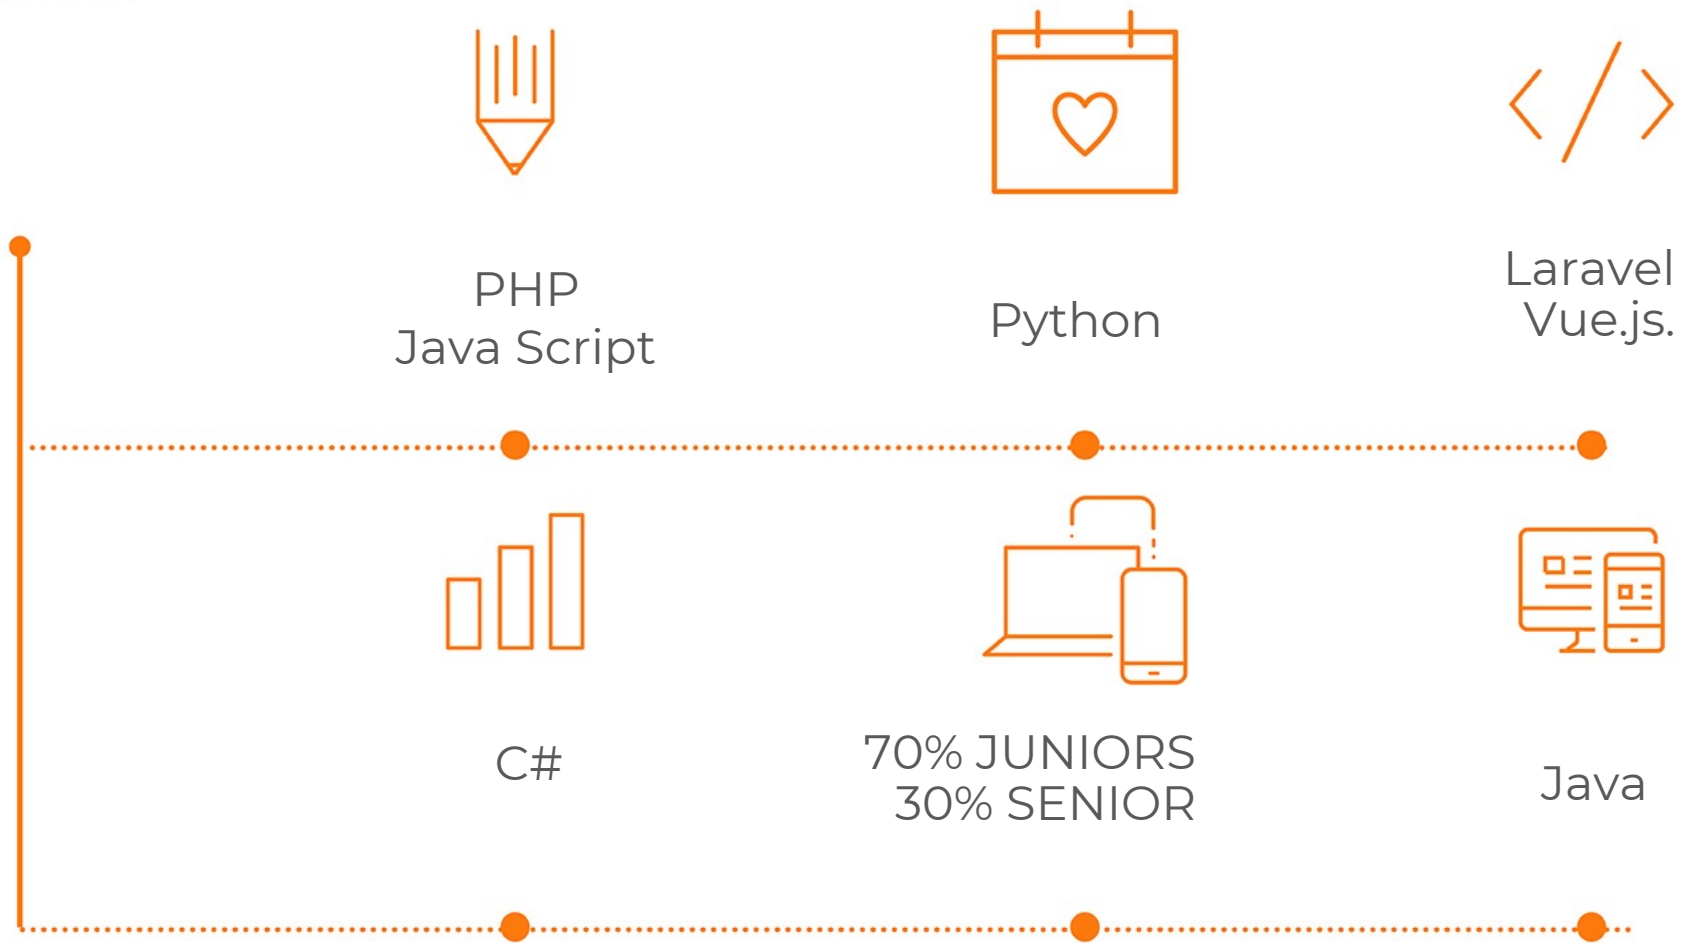 PHP
Java Script
Python
Laravel
Vue.js.
C#
70% JUNIORS
30% SENIOR
Java